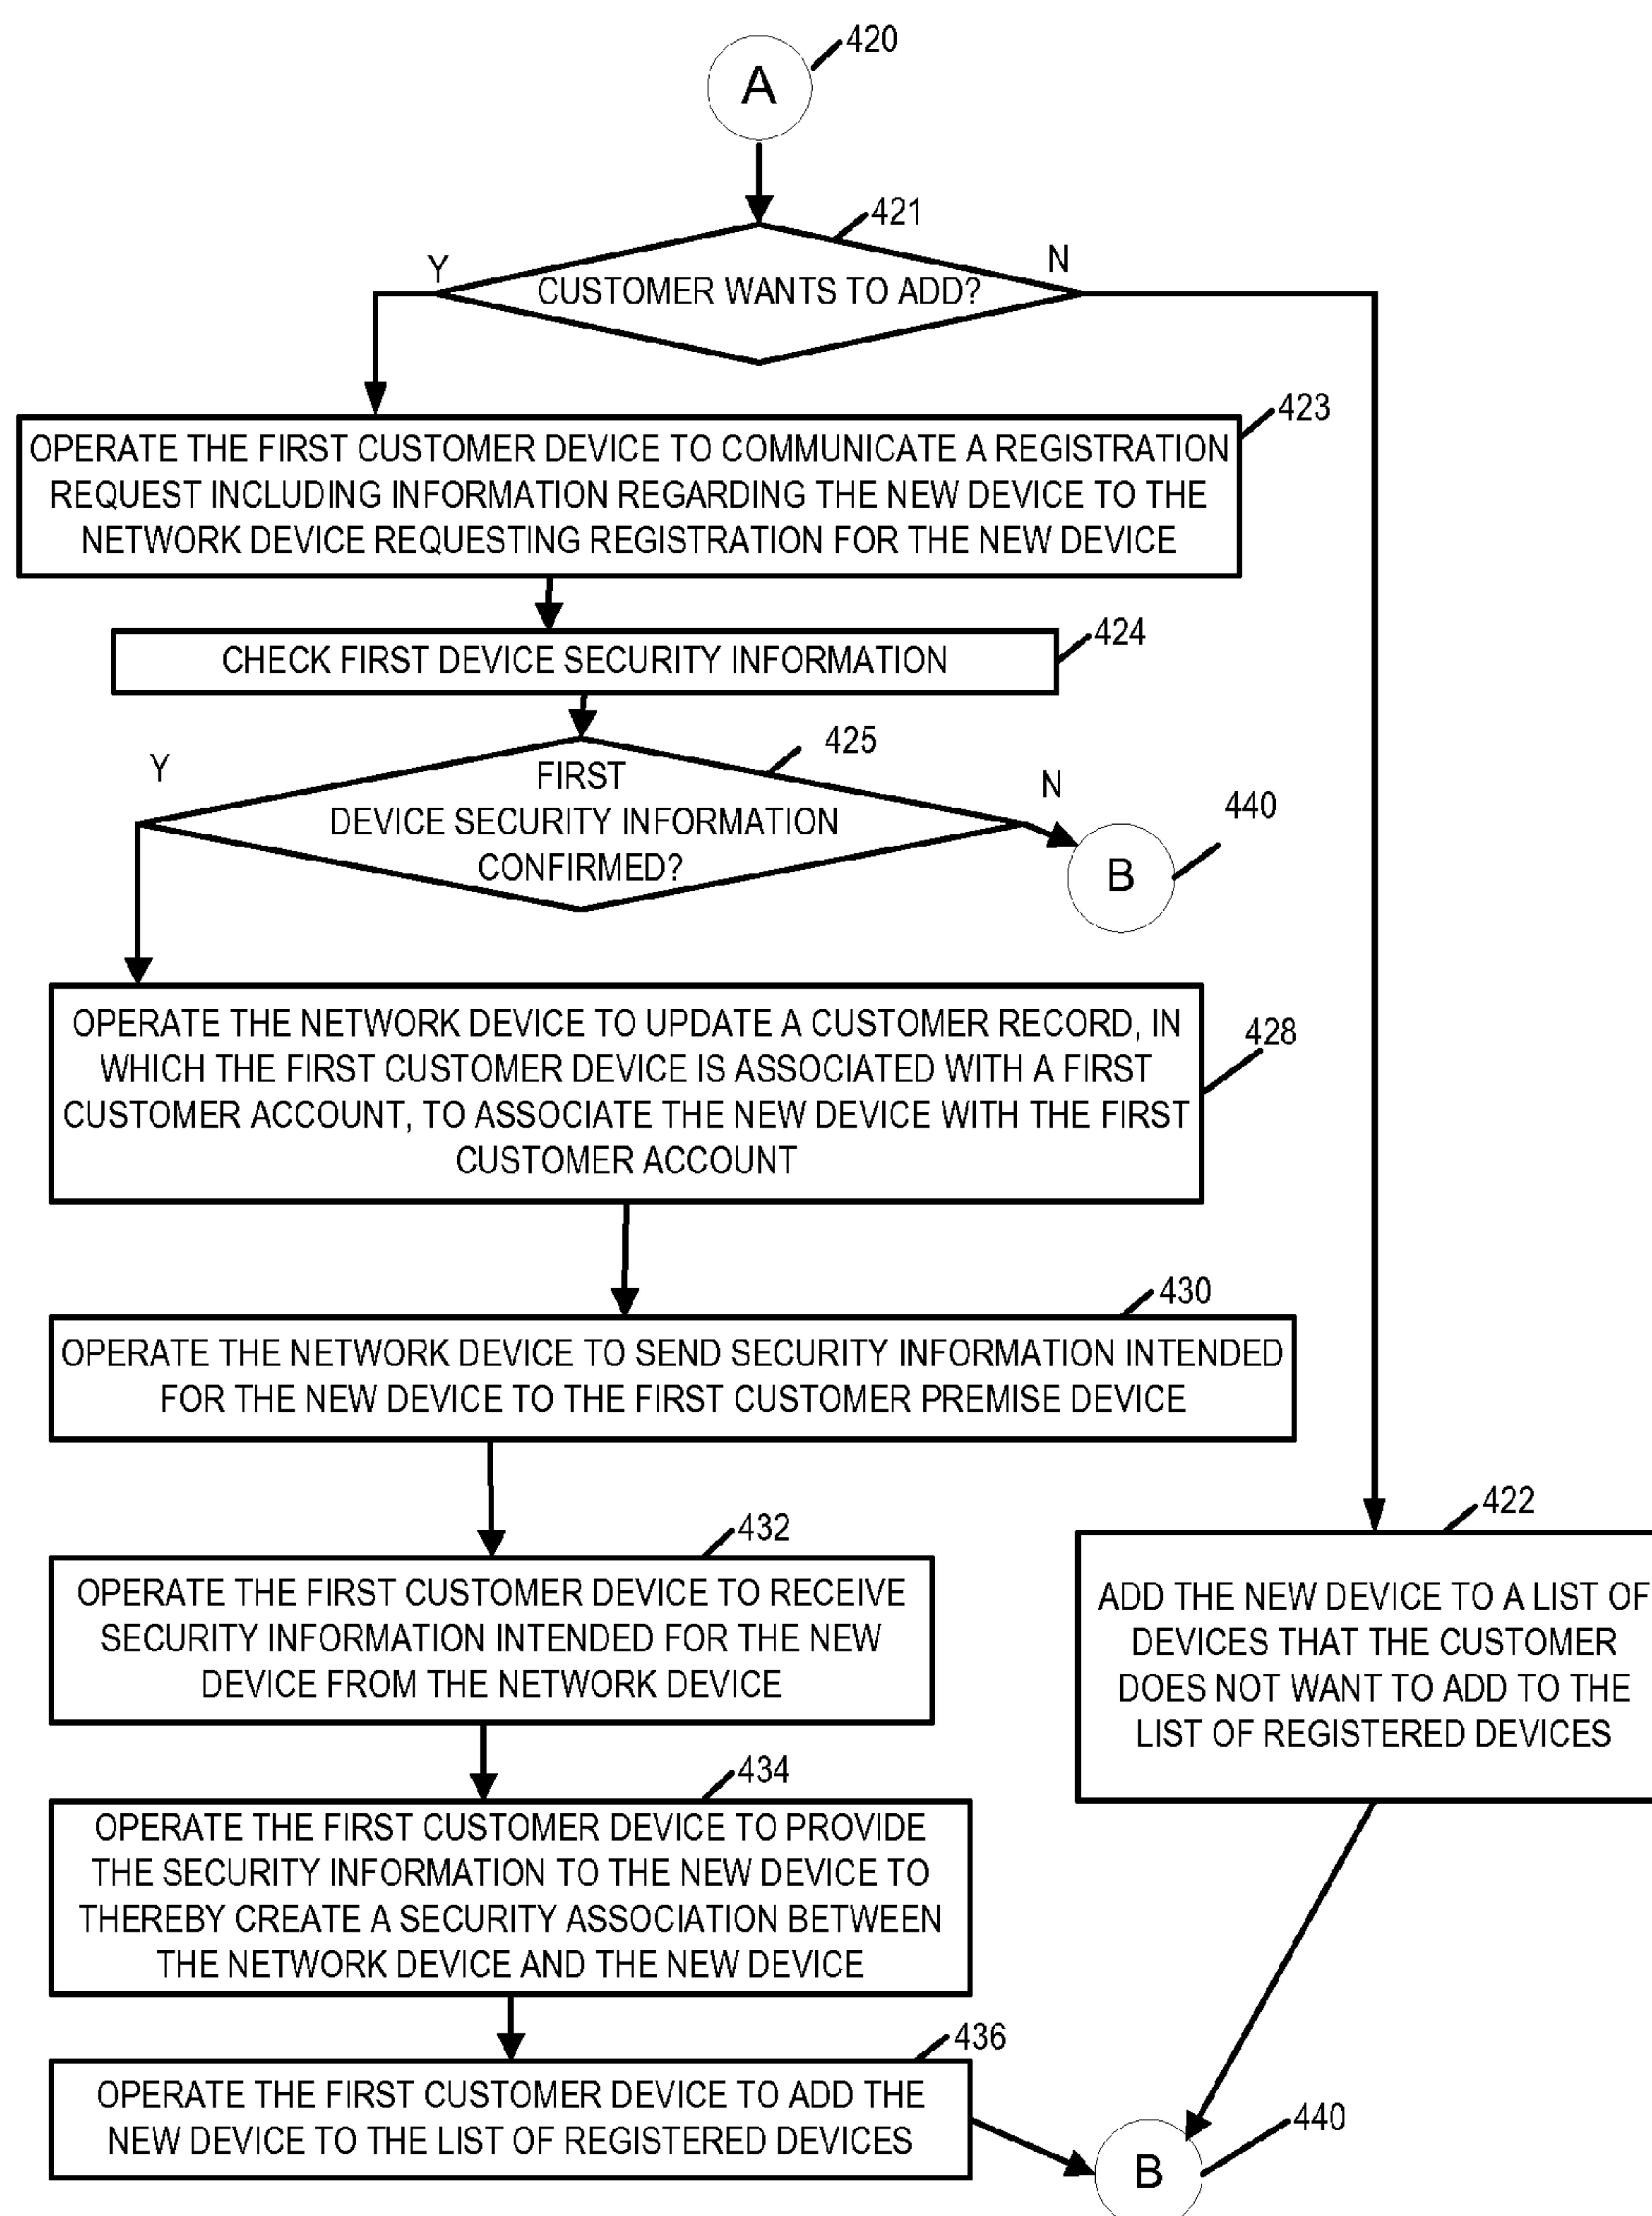 420
A
421
Y
N
CUSTOMER WANTS TO ADD?
423
OPERATE THE FIRST CUSTOMER DEVICE TO COMMUNICATE A REGISTRATION
REQUEST INCLUDING INFORMATION REGARDING THE NEW DEVICE TO THE
NETWORK DEVICE REQUESTING REGISTRATION FOR THE NEW DEVICE
424
CHECK FIRST DEVICE SECURITY INFORMATION
425
Y
N
FIRST
DEVICE SECURITY INFORMATION
CONFIRMED?
440
B
OPERATE THE NETWORK DEVICE TO UPDATE A CUSTOMER RECORD, IN
WHICH THE FIRST CUSTOMER DEVICE IS ASSOCIATED WITH A FIRST
CUSTOMER ACCOUNT, TO ASSOCIATE THE NEW DEVICE WITH THE FIRST
CUSTOMER ACCOUNT
428
430
OPERATE THE NETWORK DEVICE TO SEND SECURITY INFORMATION INTENDED
FOR THE NEW DEVICE TO THE FIRST CUSTOMER PREMISE DEVICE
432
OPERATE THE FIRST CUSTOMER DEVICE TO RECEIVE
SECURITY INFORMATION INTENDED FOR THE NEW
DEVICE FROM THE NETWORK DEVICE
422
ADD THE NEW DEVICE TO A LIST OF
DEVICES THAT THE CUSTOMER
DOES NOT WANT TO ADD TO THE
LIST OF REGISTERED DEVICES
434
OPERATE THE FIRST CUSTOMER DEVICE TO PROVIDE
THE SECURITY INFORMATION TO THE NEW DEVICE TO
THEREBY CREATE A SECURITY ASSOCIATION BETWEEN
THE NETWORK DEVICE AND THE NEW DEVICE
436
OPERATE THE FIRST CUSTOMER DEVICE TO ADD THE
NEW DEVICE TO THE LIST OF REGISTERED DEVICES
440
B